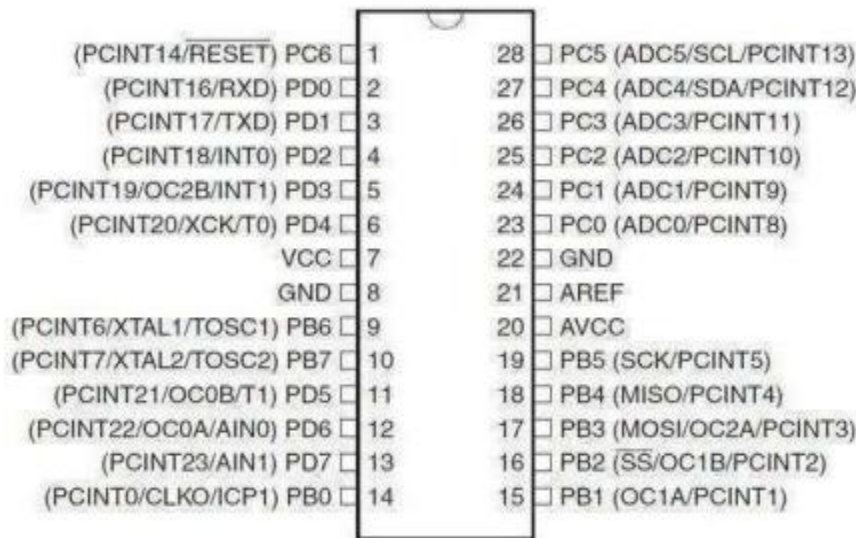 (PCINT14/RESET) PC6 1 28 PC5 (ADC5/SCL/PCINT13)
(PCINT16/RXD) PD0 2 27 PC4 (ADC4/SDA/PCINT12)
(PCINT17/TXD) PD1 3 26 PC3 (ADC3/PCINT11)
(PCINT18/INT0) PD2 4 25 PC2 (ADC2/PCINT10)
(PCINT19/OC2B/INT1) PD3 5 24 PC1 (ADC1/PCINT9)
(PCINT20/XCK/T0) PD4 6 23 PC0 (ADC0/PCINT8)
VCC 7 22 GND
GND 8 21 AREF
(PCINT6/XTAL1/TOSC1) PB6 9 20 AVCC
(PCINT7/XTAL2/TOSC2) PB7 10 19 PB5 (SCK/PCINT5)
(PCINT21/OC0B/T1) PD5 11 18 PB4 (MISO/PCINT4)
(PCINT22/OC0A/AIN0) PD6 12 17 PB3 (MOSI/OC2A/PCINT3)
(PCINT23/AIN1) PD7 13 16 PB2 (SS/OC1B/PCINT2)
(PCINT0/CLKO/ICP1) PB0 14 15 PB1 (OC1A/PCINT1)